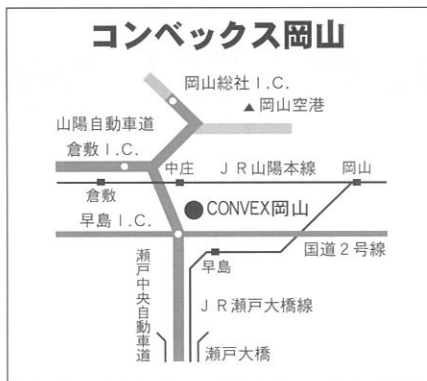 コンベックス岡山
岡山総社I.C.
▲岡山空港
山陽自動車道
倉敷I.C.
中庄
JR山陽本線
岡山
倉敷
CONVEX岡山
早島I.C.
国道2号線
早島
瀬戸中央自動車道
JR瀬戸大橋線
瀬戸大橋